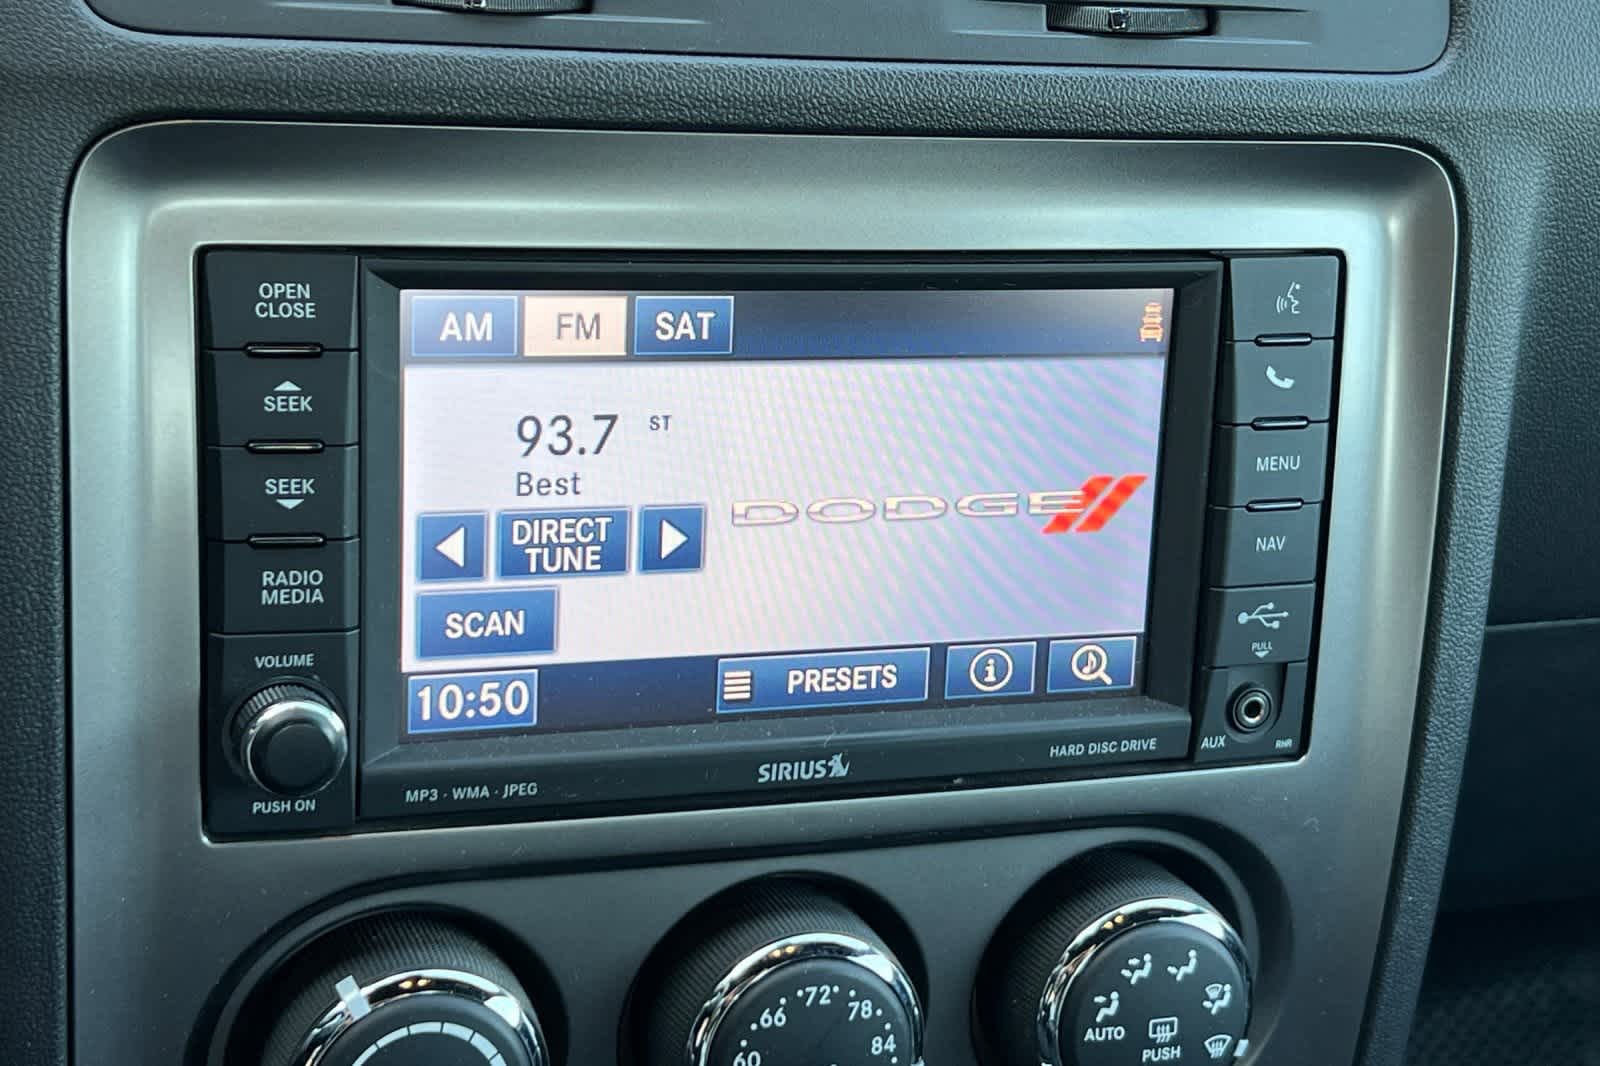 OPEN
CLOSE
SEEK
SEEK
RADIO
MEDIA
VOLUME
PUSH ON
AM FM SAT
93.7 ST
Best
DIRECT
TUNE
SCAN
DODGE
10:50 PRESETS
MP3 · WMA · JPEG
SIRIUS
HARD DISC DRIVE
MENU
NAV
PULL
AUX
RHR
60 66 72 78 84
AUTO
PUSH